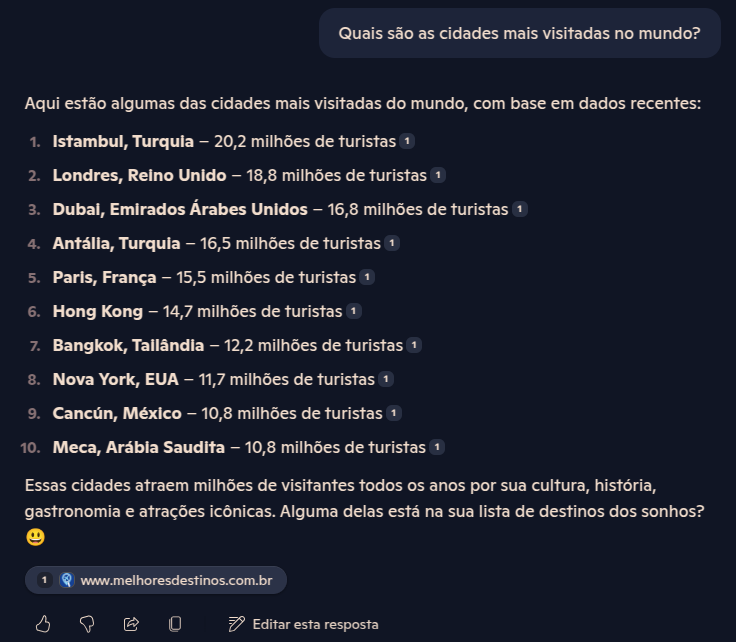 Quais são as cidades mais visitadas no mundo?
Aqui estão algumas das cidades mais visitadas do mundo, com base em dados recentes:
1. Istambul, Turquia – 20,2 milhões de turistas 1
2. Londres, Reino Unido – 18,8 milhões de turistas 1
3. Dubai, Emirados Árabes Unidos – 16,8 milhões de turistas 1
4. Antália, Turquia – 16,5 milhões de turistas 1
5. Paris, França – 15,5 milhões de turistas 1
6. Hong Kong – 14,7 milhões de turistas 1
7. Bangkok, Tailândia – 12,2 milhões de turistas 1
8. Nova York, EUA – 11,7 milhões de turistas 1
9. Cancún, México – 10,8 milhões de turistas 1
10. Meca, Arábia Saudita – 10,8 milhões de turistas 1
Essas cidades atraem milhões de visitantes todos os anos por sua cultura, história,
gastronomia e atrações icônicas. Alguma delas está na sua lista de destinos dos sonhos?
😃
1 www.melhoresdestinos.com.br
Editar esta resposta